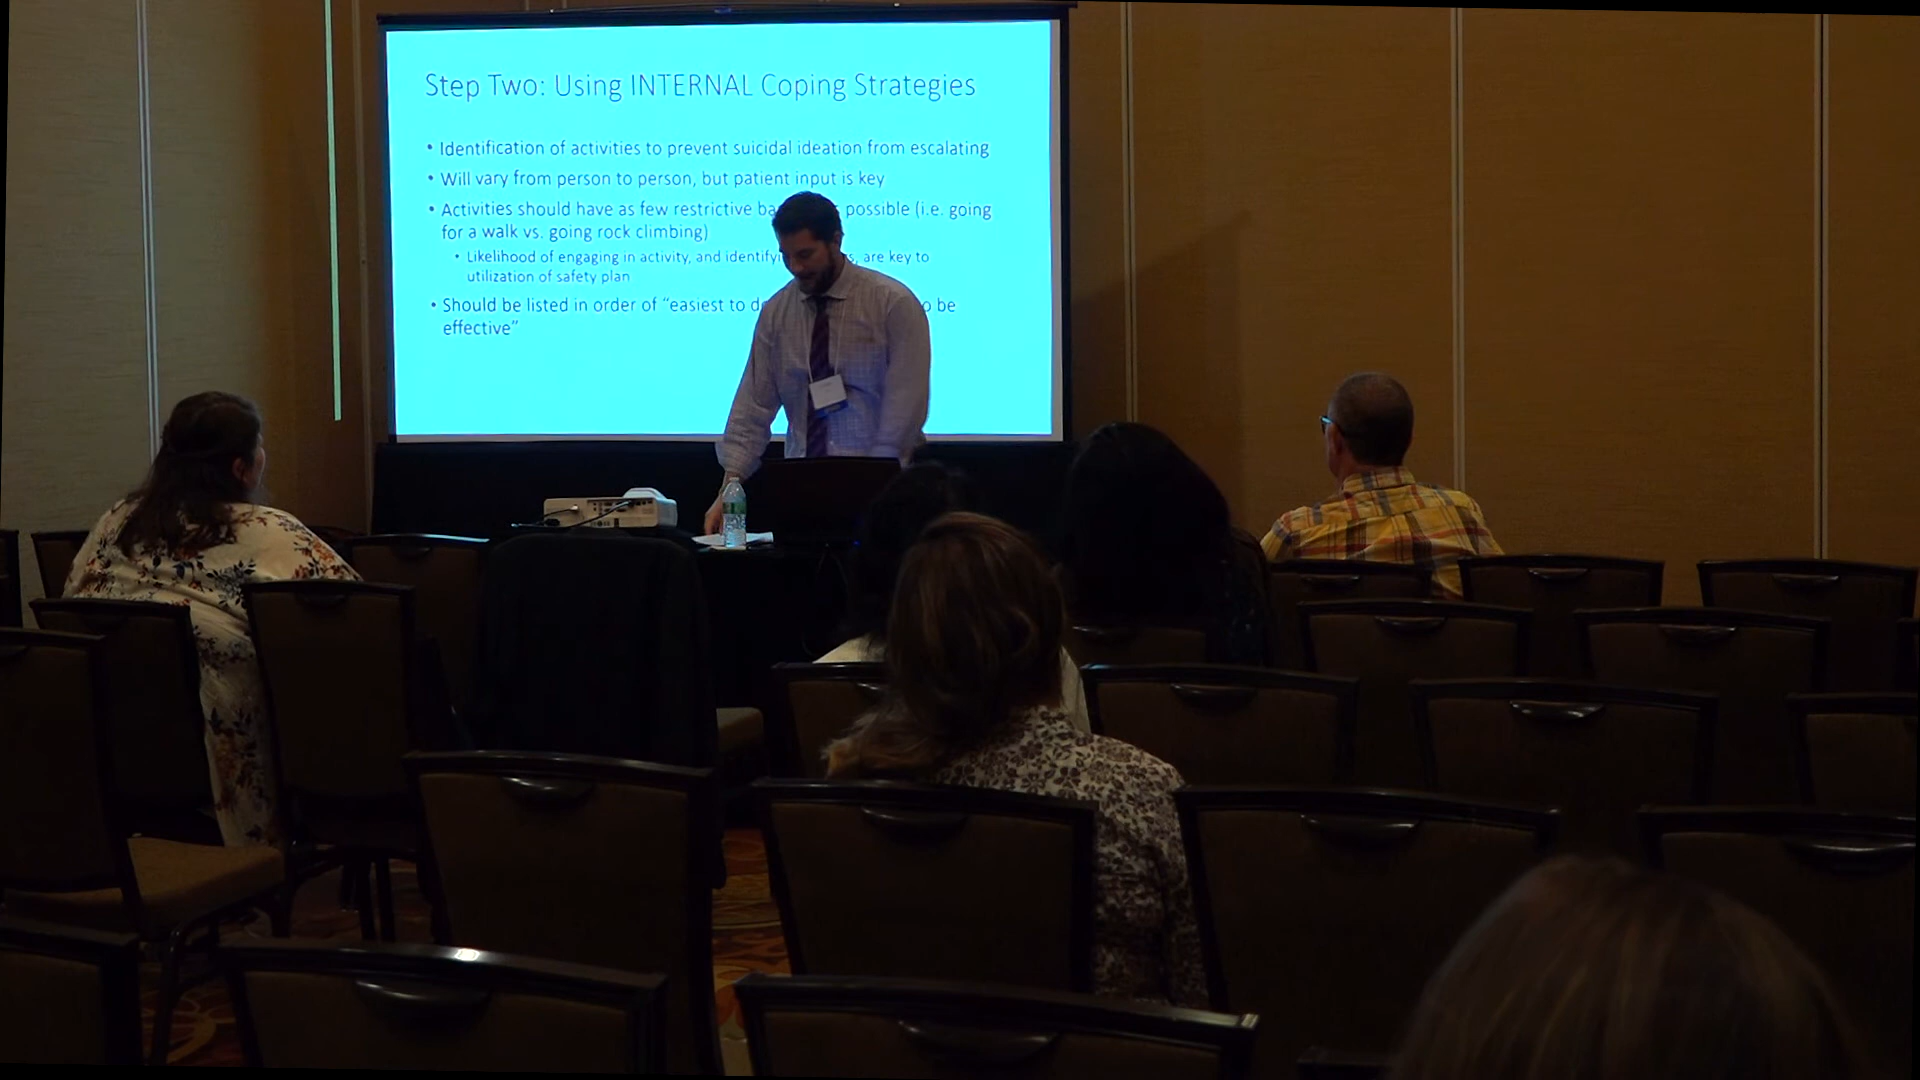 Step Two: Using INTERNAL Coping Strategies
• Identification of activities to prevent suicidal ideation from escalating
• Will vary from person to person, but patient input is key
• Activities should have as few restrictive possible (i.e. going
for a walk vs. going rock climbing)
• Likelihood of engaging in activity, and are key to
utilization of safety plan
• Should be listed in order of “easiest to be
effective”